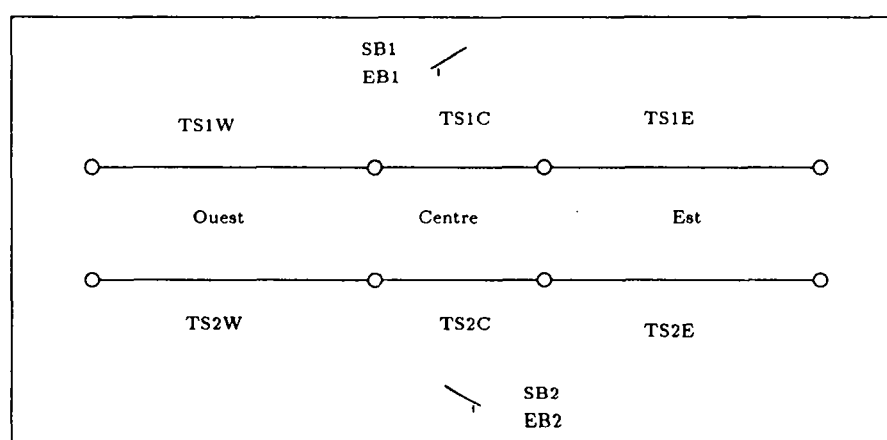 SB1
EB1
TS1W
TS1C
TS1E
Ouest
Centre
Est
TS2W
TS2C
TS2E
SB2
EB2